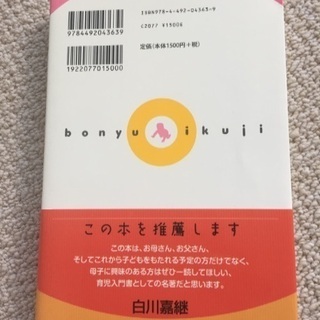 ISBN978-4-492-04363-9
C2077 ¥1500E
定価(本体1500円+税)
9784492043639
1922077015000
bonyu ikuji
この本を推薦します
この本は、お母さん、お父さん、
そしてこれから子どもをもたれる予定の方だけでなく、
母子に興味のある方はぜひ一読してほしい、
育児入門書としての名著だと思います。
白川嘉継